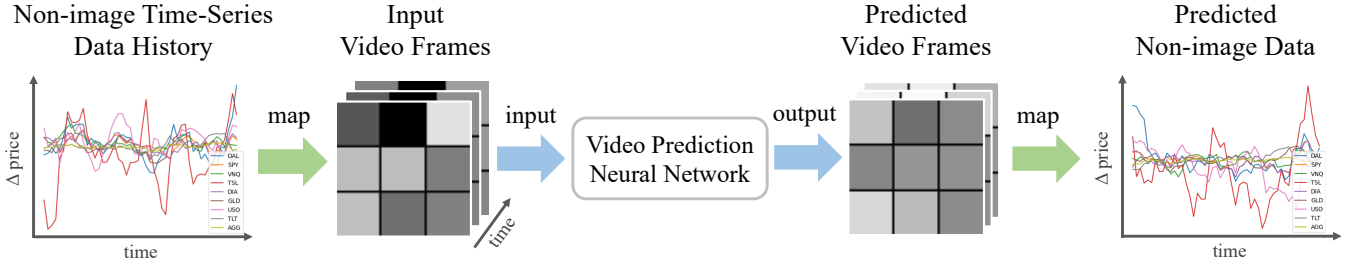 Non-image Time-Series
Data History
Input
Video Frames
Predicted
Video Frames
Predicted
Non-image Data
Δ price
time
DAL
SPY
VNQ
TSL
DIA
GLD
USO
TLT
AGG
map
time
input
Video Prediction
Neural Network
output
map
Δ price
time
DAL
SPY
VNQ
TSL
DIA
GLD
USO
TLT
AGG